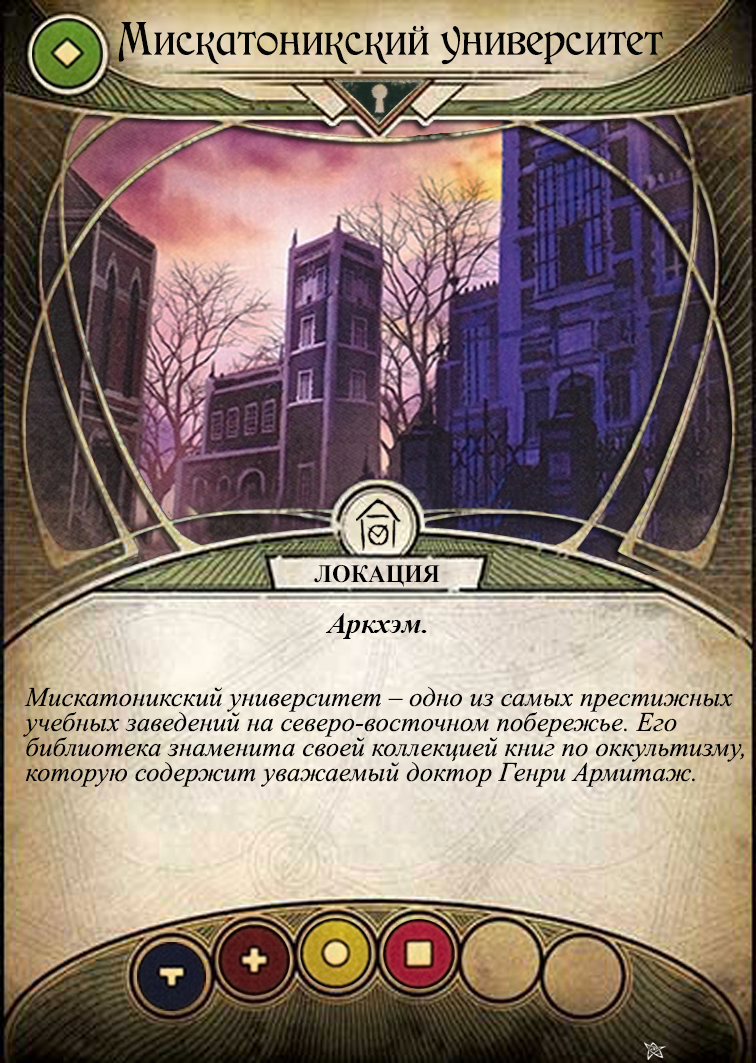 Мискатоникский университет
ЛОКАЦИЯ
Аркхэм.
Мискатоникский университет – одно из самых престижных
учебных заведений на северо-восточном побережье. Его
библиотека знаменита своей коллекцией книг по оккультизму,
которую содержит уважаемый доктор Генри Армитаж.